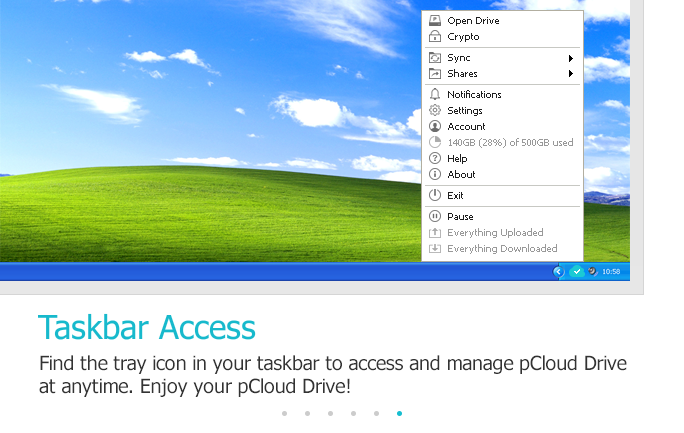 Open Drive
Crypto
Sync
Shares
Notifications
Settings
Account
140GB (28%) of 500GB used
Help
About
Exit
Pause
Everything Uploaded
Everything Downloaded
10:58
Taskbar Access
Find the tray icon in your taskbar to access and manage pCloud Drive
at anytime. Enjoy your pCloud Drive!